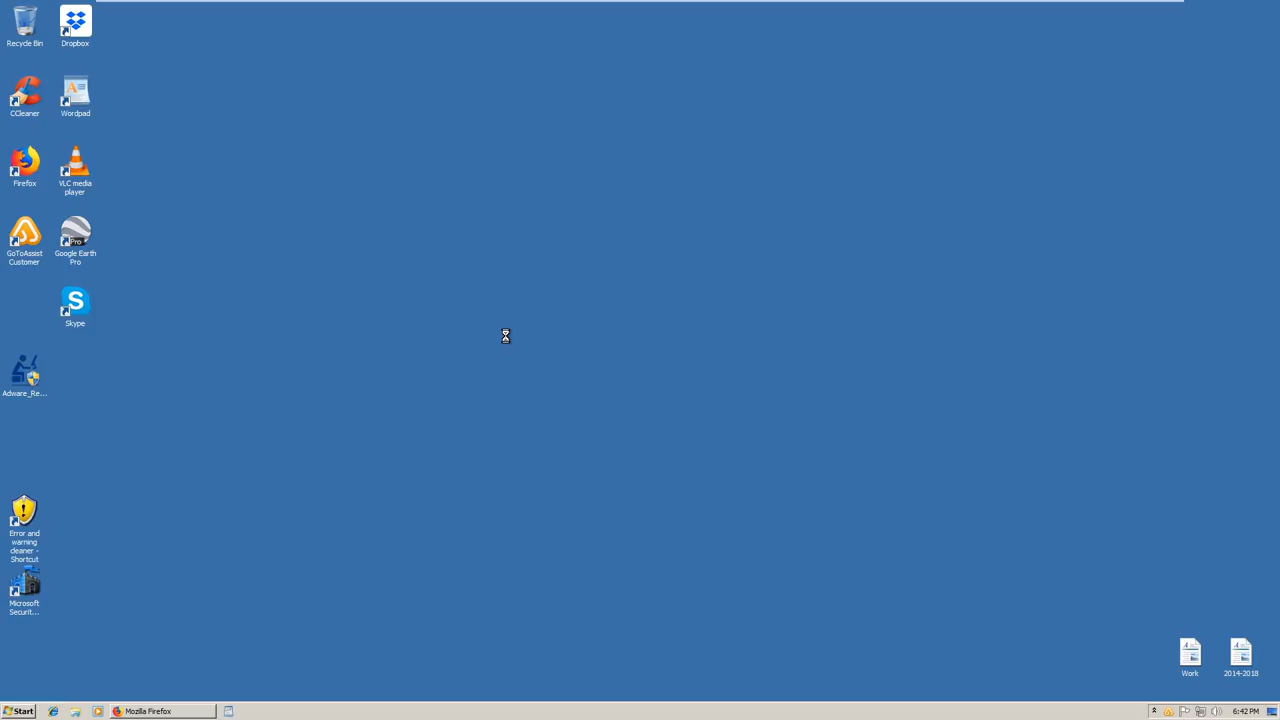 Recycle Bin
Dropbox
CCleaner
Wordpad
Firefox
VLC media
player
GoToAssist
Customer
Pro
Google Earth
Pro
S
Skype
Adware_Re...
Error and
warning
cleaner -
Shortcut
Microsoft
Securit...
Work
2014-2018
Start
Mozilla Firefox
6:42 PM